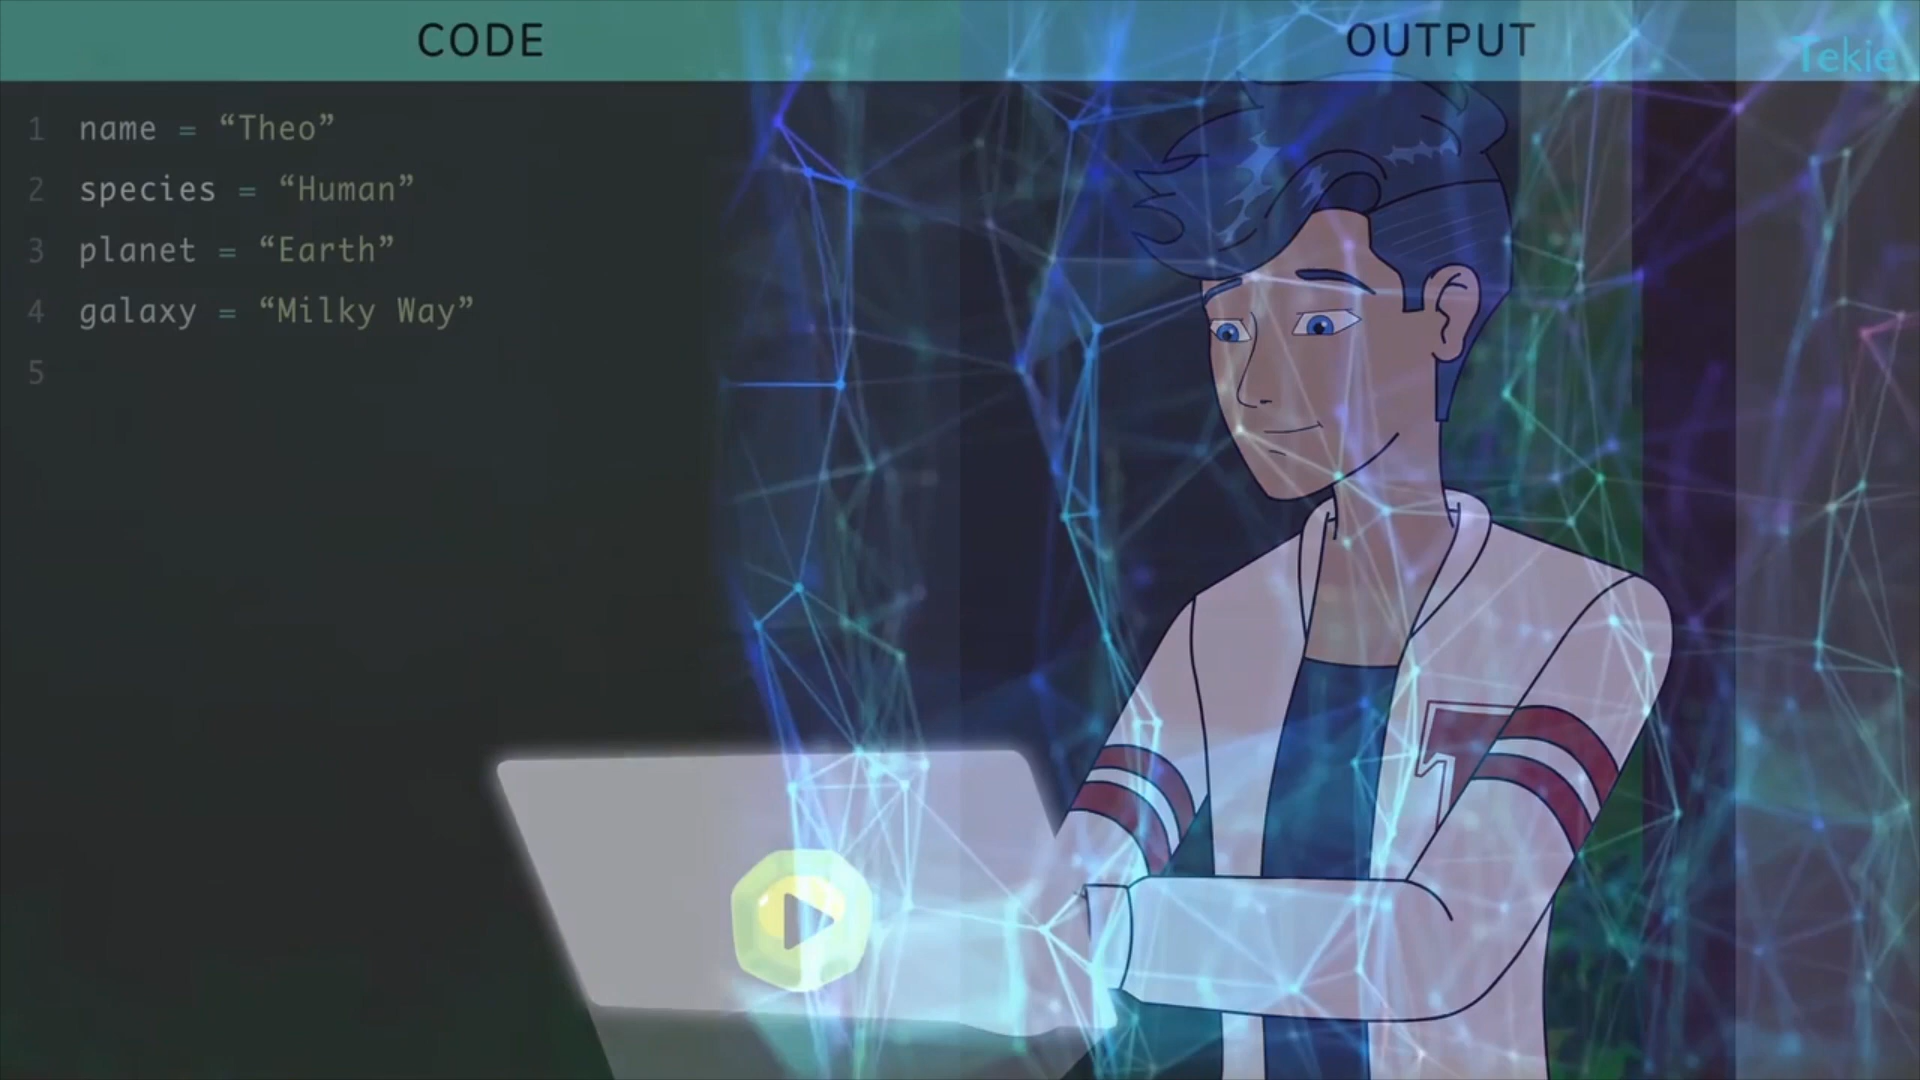 CODE
OUTPUT
Tekie
1 name = “Theo”
2 species = “Human”
3 planet = “Earth”
4 galaxy = “Milky Way”
5